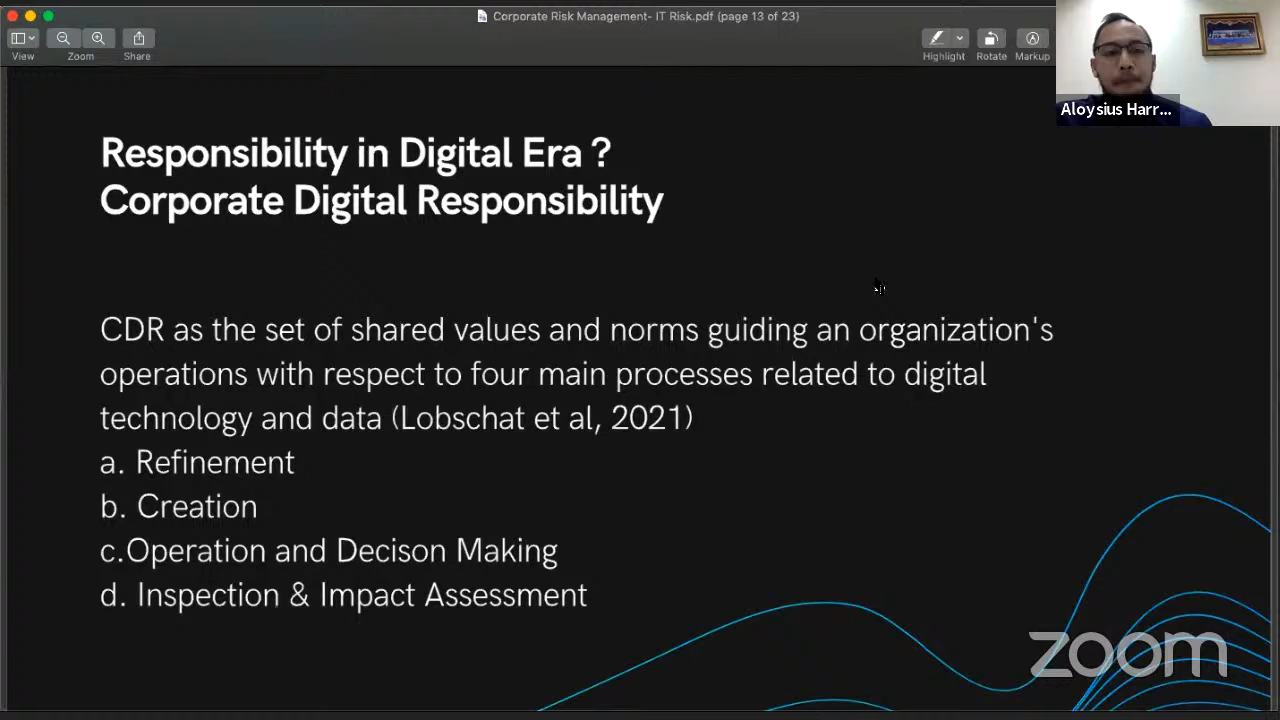 Corporate Risk Management- IT Risk.pdf (page 13 of 23)
View
Zoom
Share
Highlight
Rotate
Markup
Aloysius Harr...
Responsibility in Digital Era ?
Corporate Digital Responsibility
CDR as the set of shared values and norms guiding an organization's
operations with respect to four main processes related to digital
technology and data (Lobschat et al, 2021)
a. Refinement
b. Creation
c.Operation and Decison Making
d. Inspection & Impact Assessment
zoom